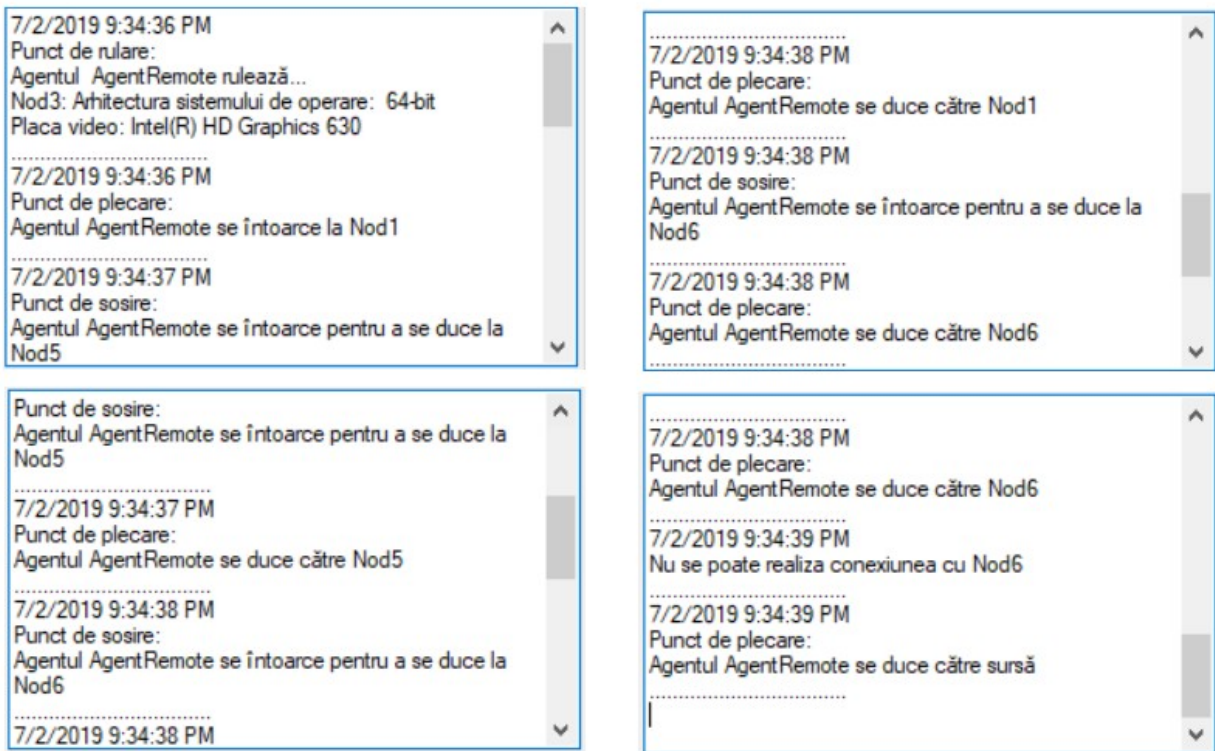 7/2/2019 9:34:36 PM
Punct de rulare:
Agentul  AgentRemote rulează...
Nod3: Arhitectura sistemului de operare:  64-bit
Placa video: Intel(R) HD Graphics 630
..................................
7/2/2019 9:34:36 PM
Punct de plecare:
Agentul AgentRemote se întoarce la Nod1
..................................
7/2/2019 9:34:37 PM
Punct de sosire:
Agentul AgentRemote se întoarce pentru a se duce la
Nod5
Punct de sosire:
Agentul AgentRemote se întoarce pentru a se duce la
Nod5
..................................
7/2/2019 9:34:37 PM
Punct de plecare:
Agentul AgentRemote se duce către Nod5
..................................
7/2/2019 9:34:38 PM
Punct de sosire:
Agentul AgentRemote se întoarce pentru a se duce la
Nod6
..................................
7/2/2019 9:34:38 PM
..................................
7/2/2019 9:34:38 PM
Punct de plecare:
Agentul AgentRemote se duce către Nod1
..................................
7/2/2019 9:34:38 PM
Punct de sosire:
Agentul AgentRemote se întoarce pentru a se duce la
Nod6
..................................
7/2/2019 9:34:38 PM
Punct de plecare:
Agentul AgentRemote se duce către Nod6
..................................
..................................
7/2/2019 9:34:38 PM
Punct de plecare:
Agentul AgentRemote se duce către Nod6
..................................
7/2/2019 9:34:39 PM
Nu se poate realiza conexiunea cu Nod6
..................................
7/2/2019 9:34:39 PM
Punct de plecare:
Agentul AgentRemote se duce către sursă
..................................